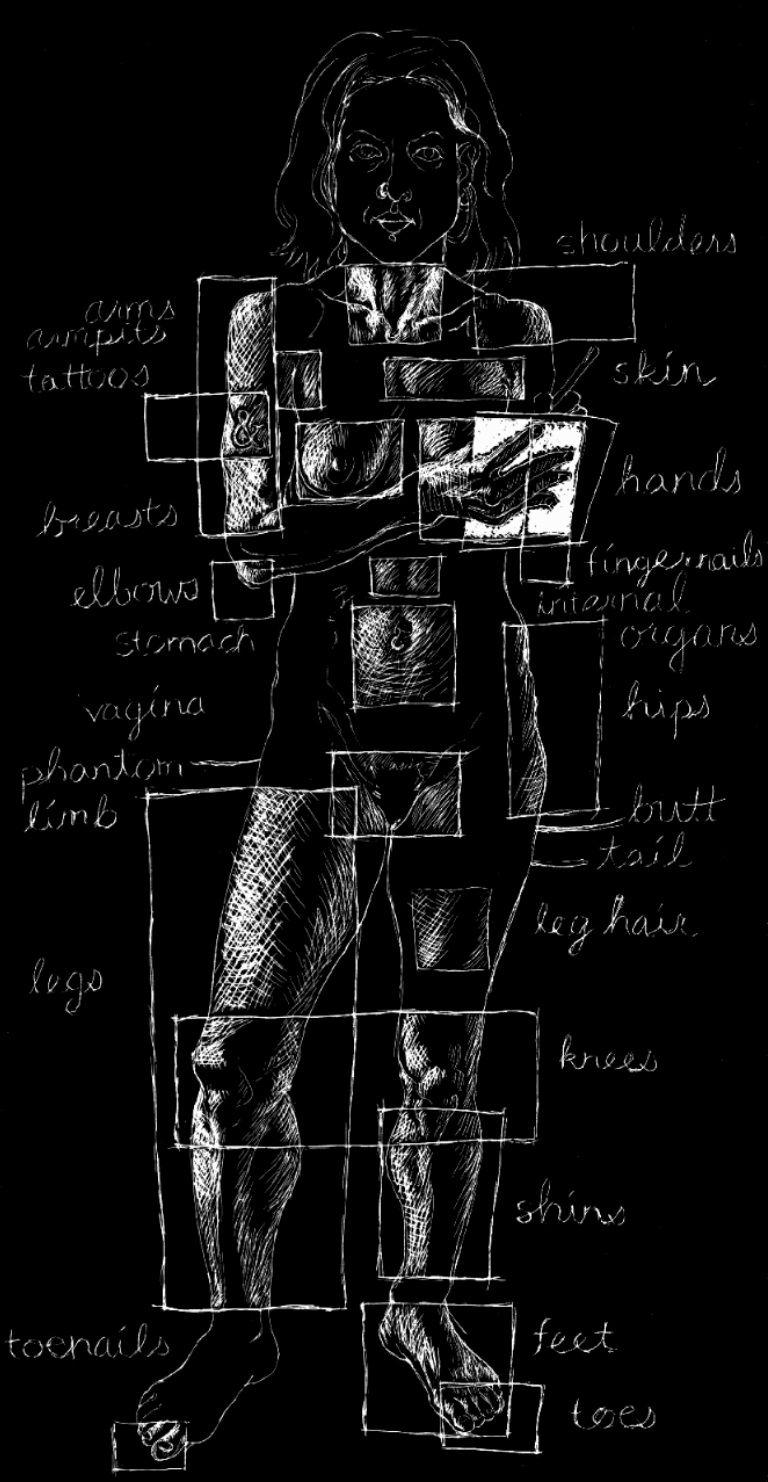 shoulders
arms
armpits
tattoos
skin
&
hands
breasts
fingernails
elbows
internal
organs
stomach
vagina
hips
phantom
limb
butt
tail
leg hair
legs
knees
shins
toenails
feet
toes